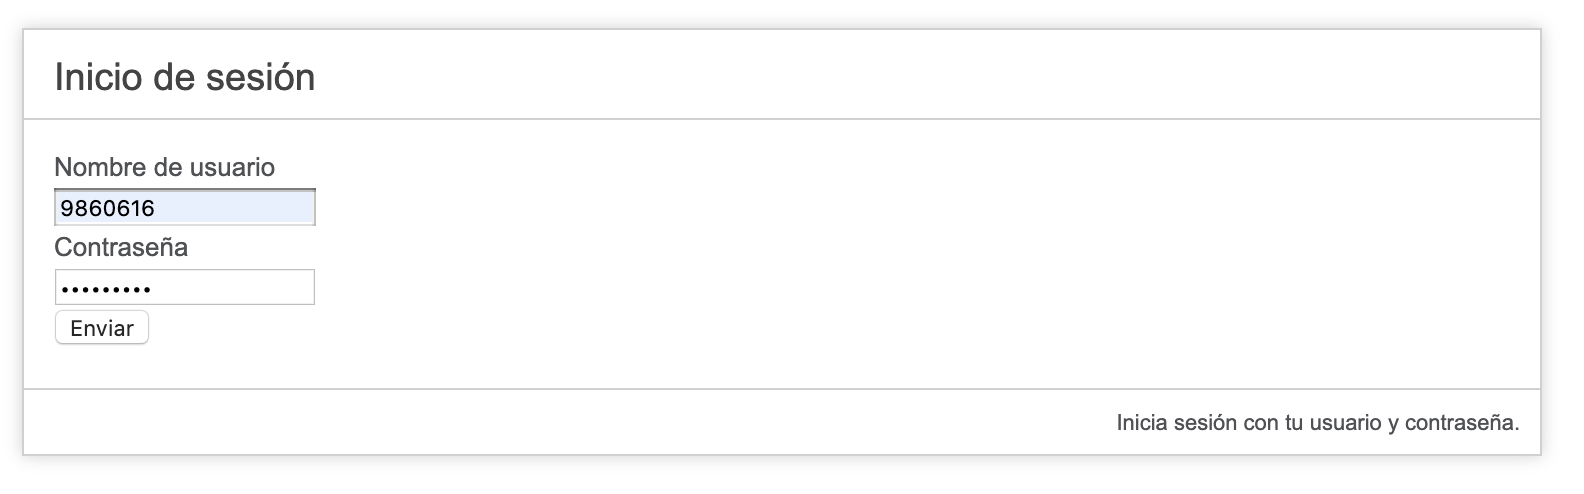 Inicio de sesión
Nombre de usuario
9860616
Contraseña
•••••••••
Enviar
Inicia sesión con tu usuario y contraseña.